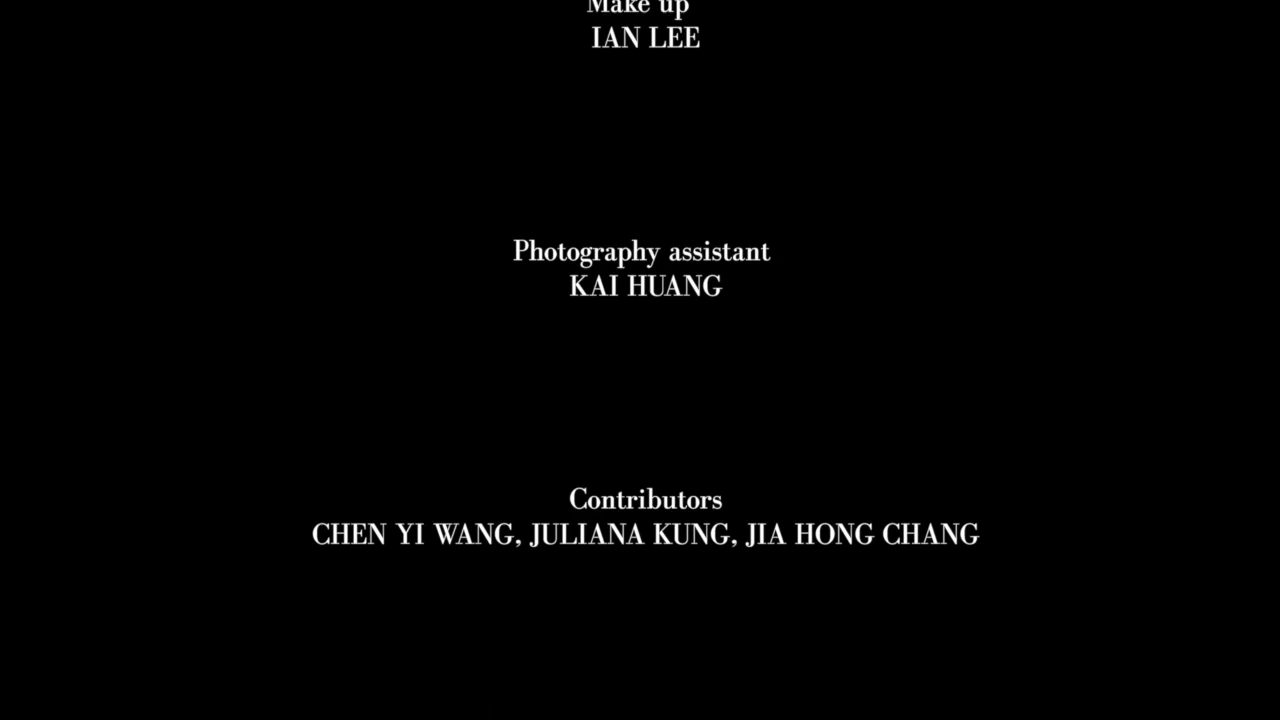 Make up
IAN LEE
Photography assistant
KAI HUANG
Contributors
CHEN YI WANG, JULIANA KUNG, JIA HONG CHANG